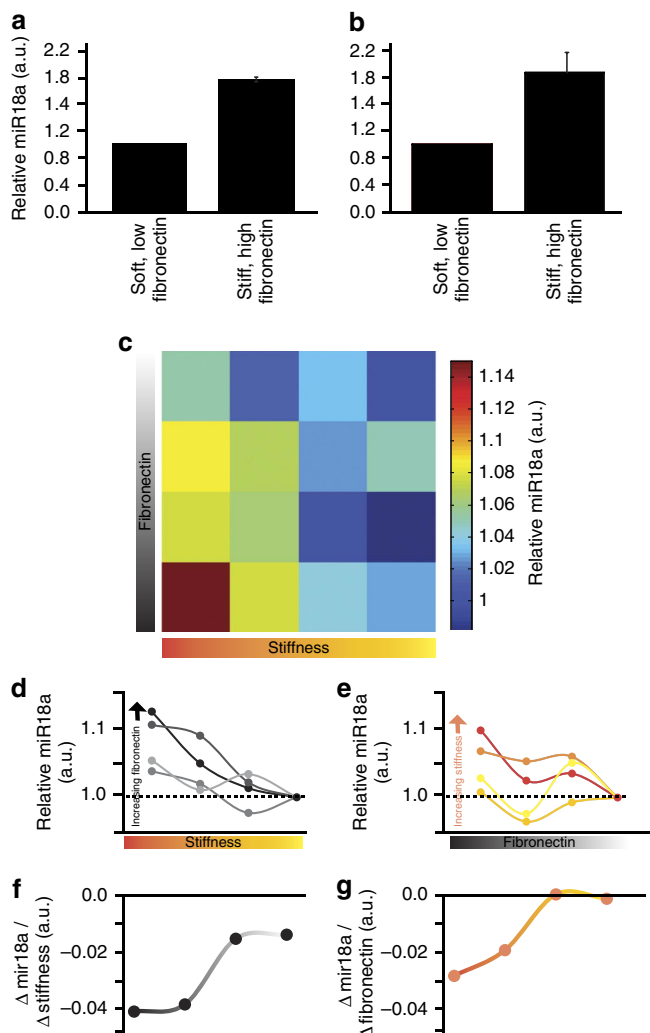 a
Relative miR18a (a.u.)
2.2
1.8
1.4
1.2
0.8
0.4
0.0
Soft, low
fibronectin
Stiff, high
fibronectin
b
2.2
1.8
1.4
1.2
0.8
0.4
0.0
Soft, low
fibronectin
Stiff, high
fibronectin
c
Fibronectin
Stiffness
1.14
1.12
1.1
1.08
1.06
1.04
1.02
1
Relative miR18a (a.u.)
d
Relative miR18a
(a.u.)
1.1
1.0
Increasing fibronectin
Stiffness
e
Relative miR18a
(a.u.)
1.1
1.0
Increasing stiffness
Fibronectin
f
Δ mir18a /
Δ stiffness (a.u.)
0.0
–0.02
–0.04
g
Δ mir18a /
Δ fibronectin (a.u.)
0.0
–0.02
–0.04